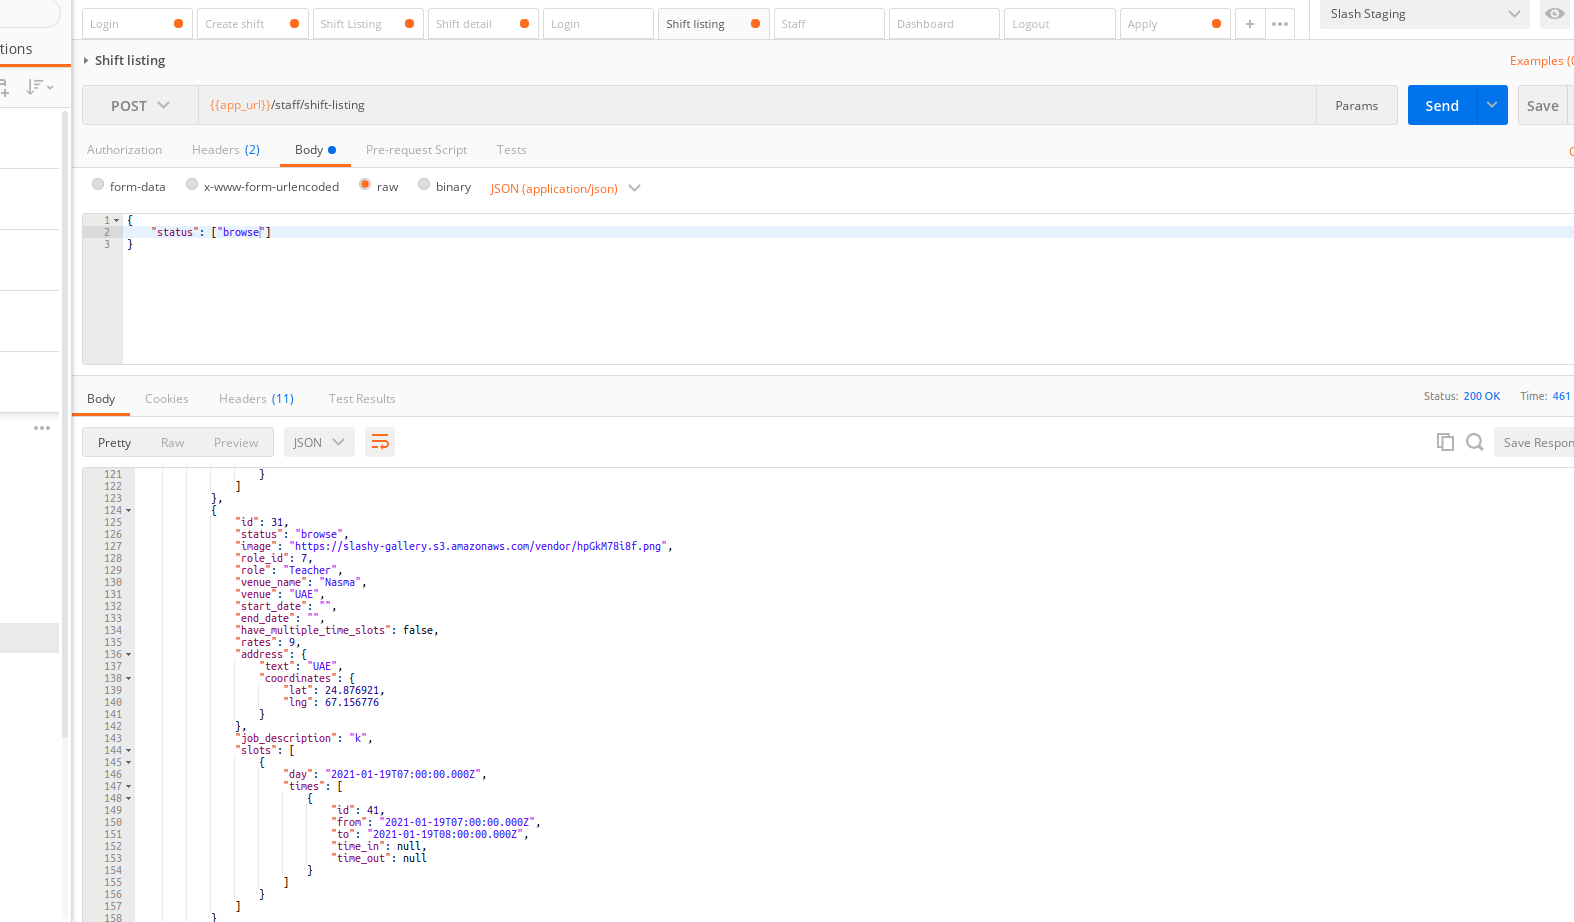 Login Create shift Shift Listing Shift detail Login Shift listing Staff Dashboard Logout Apply + ••• Slash Staging
tions
Shift listing Examples (0
POST {{app_url}}/staff/shift-listing Params Send Save
Authorization Headers (2) Body Pre-request Script Tests
form-data x-www-form-urlencoded raw binary JSON (application/json)
1 {
2 "status": ["browse"]
3 }
Body Cookies Headers (11) Test Results Status: 200 OK Time: 461
Pretty Raw Preview JSON Save Respon
121 }
122 ]
123 },
124 {
125 "id": 31,
126 "status": "browse",
127 "image": "https://slashy-gallery.s3.amazonaws.com/vendor/hpGkM78i8f.png",
128 "role_id": 7,
129 "role": "Teacher",
130 "venue_name": "Nasma",
131 "venue": "UAE",
132 "start_date": "",
133 "end_date": "",
134 "have_multiple_time_slots": false,
135 "rates": 9,
136 "address": {
137 "text": "UAE",
138 "coordinates": {
139 "lat": 24.876921,
140 "lng": 67.156776
141 }
142 },
143 "job_description": "k",
144 "slots": [
145 {
146 "day": "2021-01-19T07:00:00.000Z",
147 "times": [
148 {
149 "id": 41,
150 "from": "2021-01-19T07:00:00.000Z",
151 "to": "2021-01-19T08:00:00.000Z",
152 "time_in": null,
153 "time_out": null
154 }
155 ]
156 }
157 ]
158 }